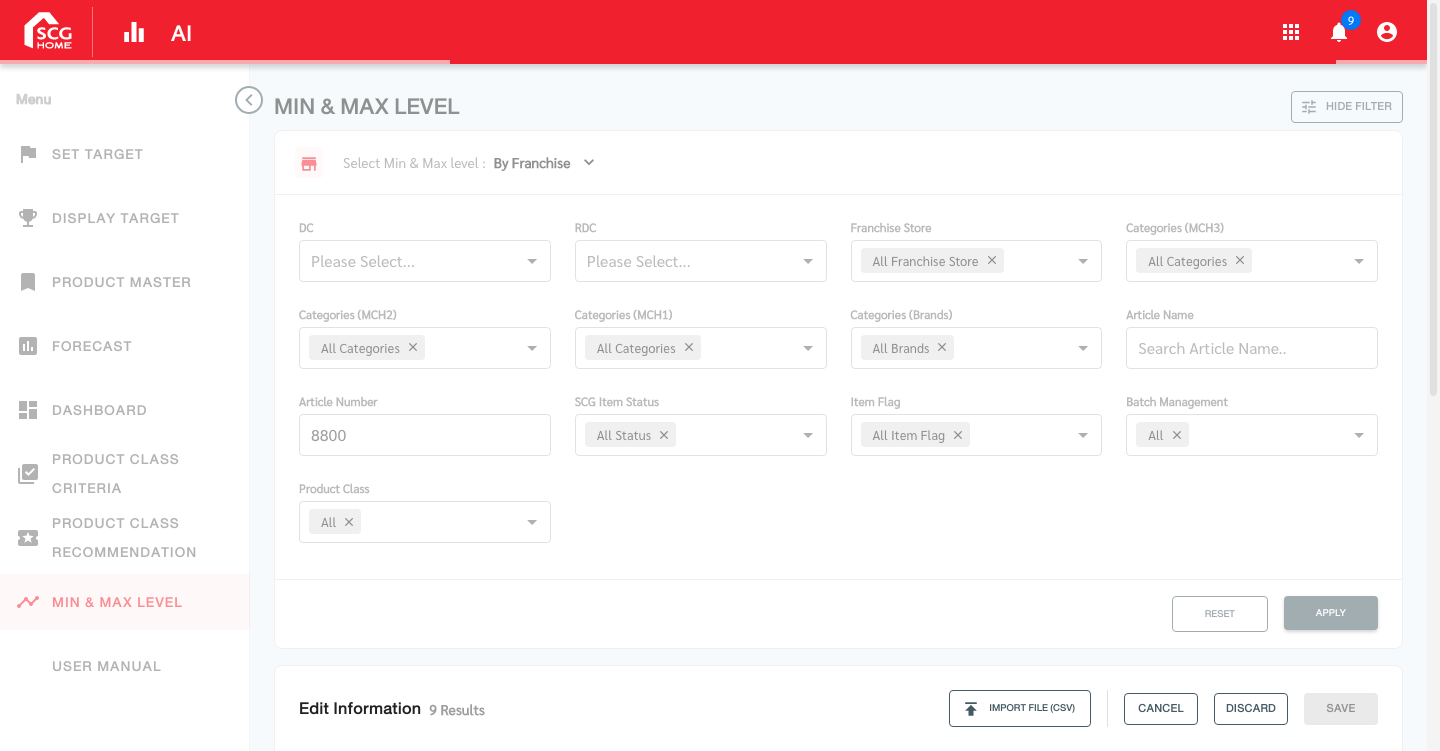 SCG
HOME
AI
9
Menu
SET TARGET
DISPLAY TARGET
PRODUCT MASTER
FORECAST
DASHBOARD
PRODUCT CLASS
CRITERIA
PRODUCT CLASS
RECOMMENDATION
MIN & MAX LEVEL
USER MANUAL
MIN & MAX LEVEL
HIDE FILTER
Select Min & Max level : By Franchise
DC
RDC
Franchise Store
Categories (MCH3)
Please Select...
Please Select...
All Franchise Store
All Categories
Categories (MCH2)
Categories (MCH1)
Categories (Brands)
Article Name
All Categories
All Categories
All Brands
Search Article Name..
Article Number
SCG Item Status
Item Flag
Batch Management
8800
All Status
All Item Flag
All
Product Class
All
RESET
APPLY
Edit Information 9 Results
IMPORT FILE (CSV)
CANCEL
DISCARD
SAVE